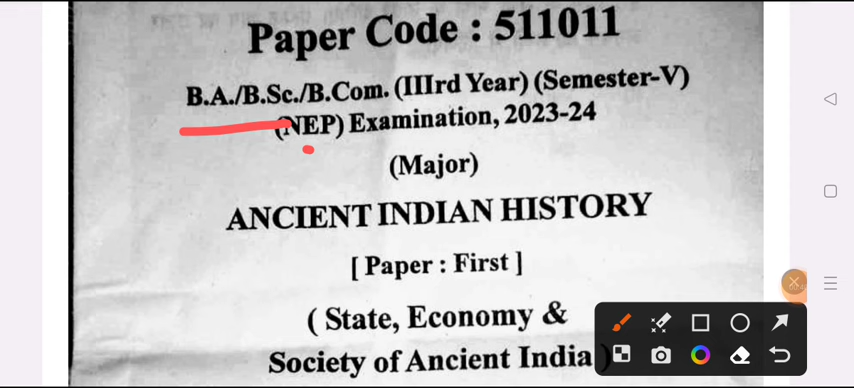 Paper Code : 511011
B.A./B.Sc./B.Com. (IIIrd Year) (Semester-V)
(NEP) Examination, 2023-24
(Major)
ANCIENT INDIAN HISTORY
[ Paper : First ]
( State, Economy &
Society of Ancient India )